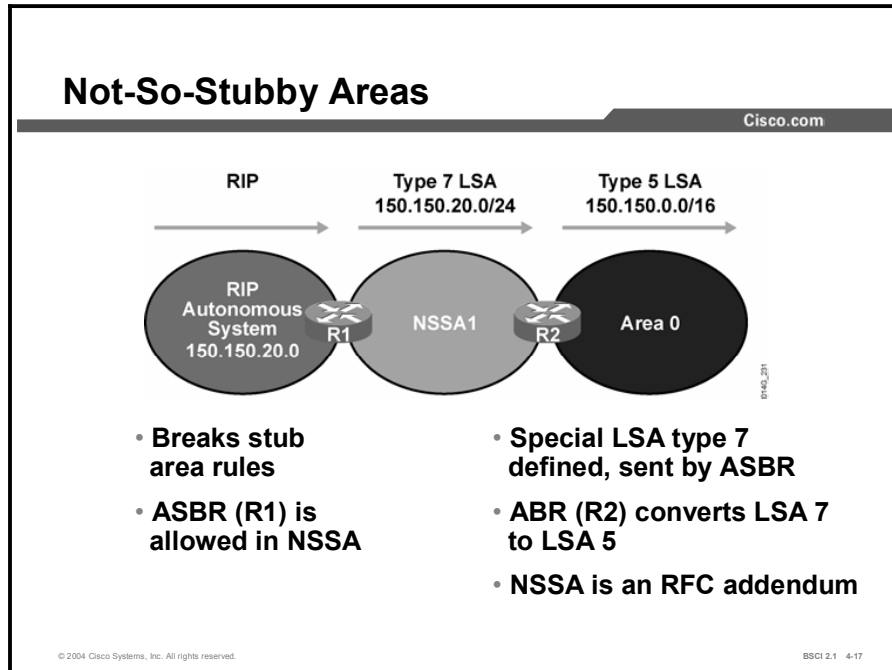 Not-So-Stubby Areas
Cisco.com
RIP
Type 7 LSA
150.150.20.0/24
Type 5 LSA
150.150.0.0/16
RIP
Autonomous
System
150.150.20.0
R1
NSSA1
R2
Area 0
ID14G_231
• Breaks stub
area rules
• ASBR (R1) is
allowed in NSSA
• Special LSA type 7
defined, sent by ASBR
• ABR (R2) converts LSA 7
to LSA 5
• NSSA is an RFC addendum
© 2004 Cisco Systems, Inc. All rights reserved.
BSCI 2.1 4-17